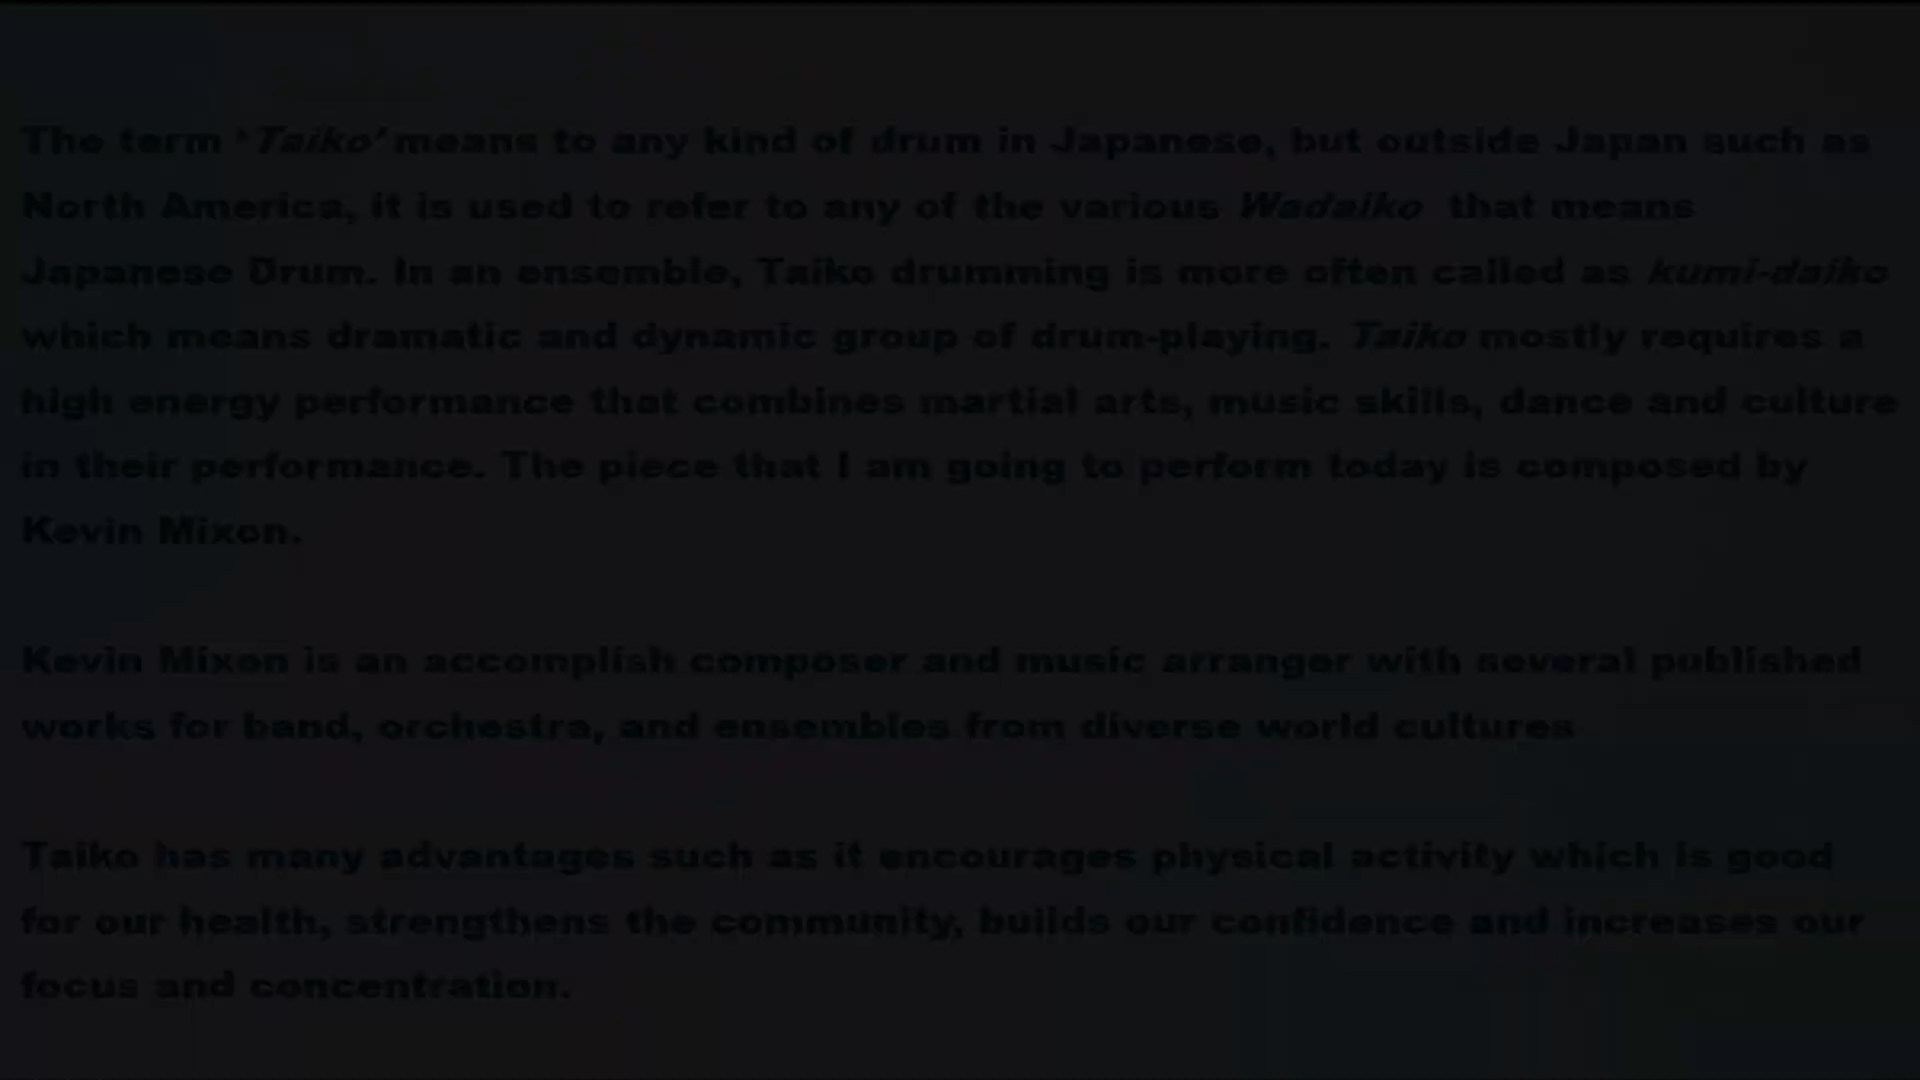 The term ‘Taiko’ means to any kind of drum in Japanese, but outside Japan such as
North America, it is used to refer to any of the various Wadaiko that means
Japanese Drum. In an ensemble, Taiko drumming is more often called as kumi-daiko
which means dramatic and dynamic group of drum-playing. Taiko mostly requires a
high energy performance that combines martial arts, music skills, dance and culture
in their performance. The piece that I am going to perform today is composed by
Kevin Mixon.
Kevin Mixon is an accomplish composer and music arranger with several published
works for band, orchestra, and ensembles from diverse world cultures
Taiko has many advantages such as it encourages physical activity which is good
for our health, strengthens the community, builds our confidence and increases our
focus and concentration.